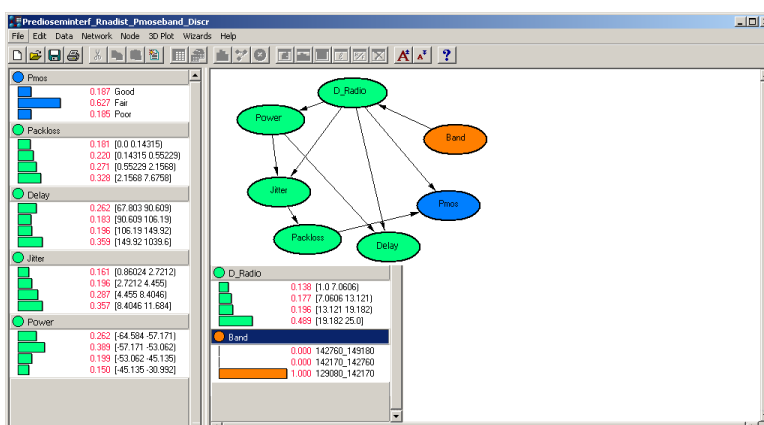 Predioseminterf_Rnadist_Pmoseband_Discr
File Edit Data Network Node 3D Plot Wizards Help
Pmos
0.187 Good
0.627 Fair
0.185 Poor
Packloss
0.181 [0.0 0.14315)
0.220 [0.14315 0.55229)
0.271 [0.55229 2.1568)
0.328 [2.1568 7.6758]
Delay
0.262 [67.803 90.609)
0.183 [90.609 106.19)
0.196 [106.19 149.92)
0.359 [149.92 1039.6]
Jitter
0.161 [0.86024 2.7212)
0.196 [2.7212 4.455)
0.287 [4.455 8.4046)
0.357 [8.4046 11.684]
Power
0.262 [-64.584 -57.171)
0.389 [-57.171 -53.062)
0.199 [-53.062 -45.135)
0.150 [-45.135 -30.992]
D_Radio
Power
Band
Jitter
Pmos
Packloss
Delay
D_Radio
0.138 [1.0 7.0606)
0.177 [7.0606 13.121)
0.196 [13.121 19.182)
0.489 [19.182 25.0]
Band
0.000 142760_149180
0.000 142170_142760
1.000 129080_142170